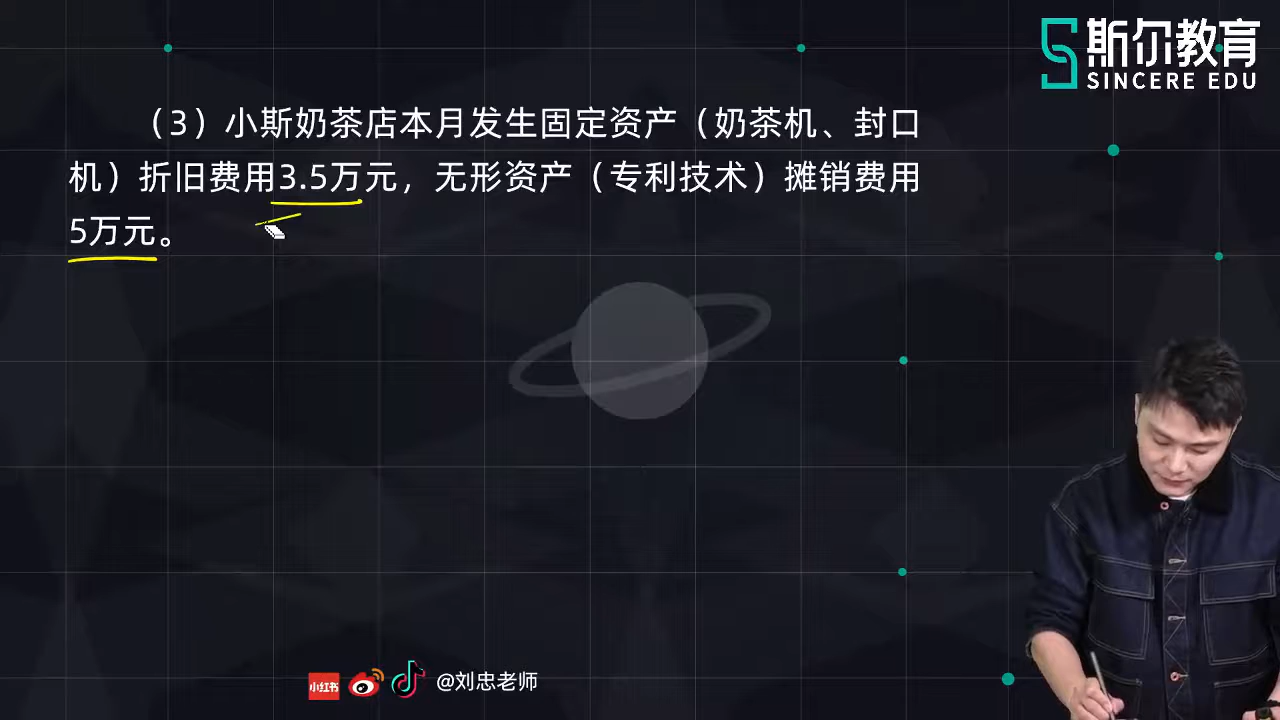 斯尔教育
SINCERE EDU
（3）小斯奶茶店本月发生固定资产（奶茶机、封口
机）折旧费用3.5万元，无形资产（专利技术）摊销费用
5万元。
小红书
@刘忠老师